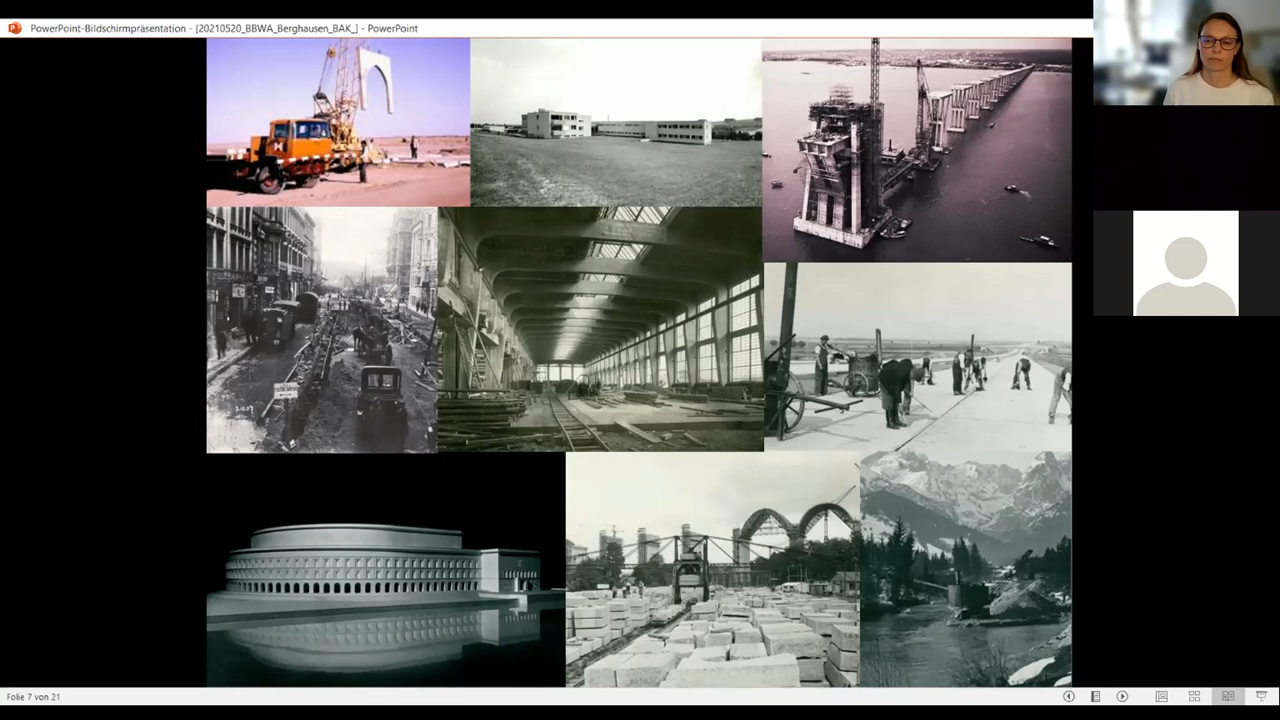 PowerPoint-Bildschirmpräsentation - [20210520_BBWA_Berghausen_BAK_] - PowerPoint
Folie 7 von 21